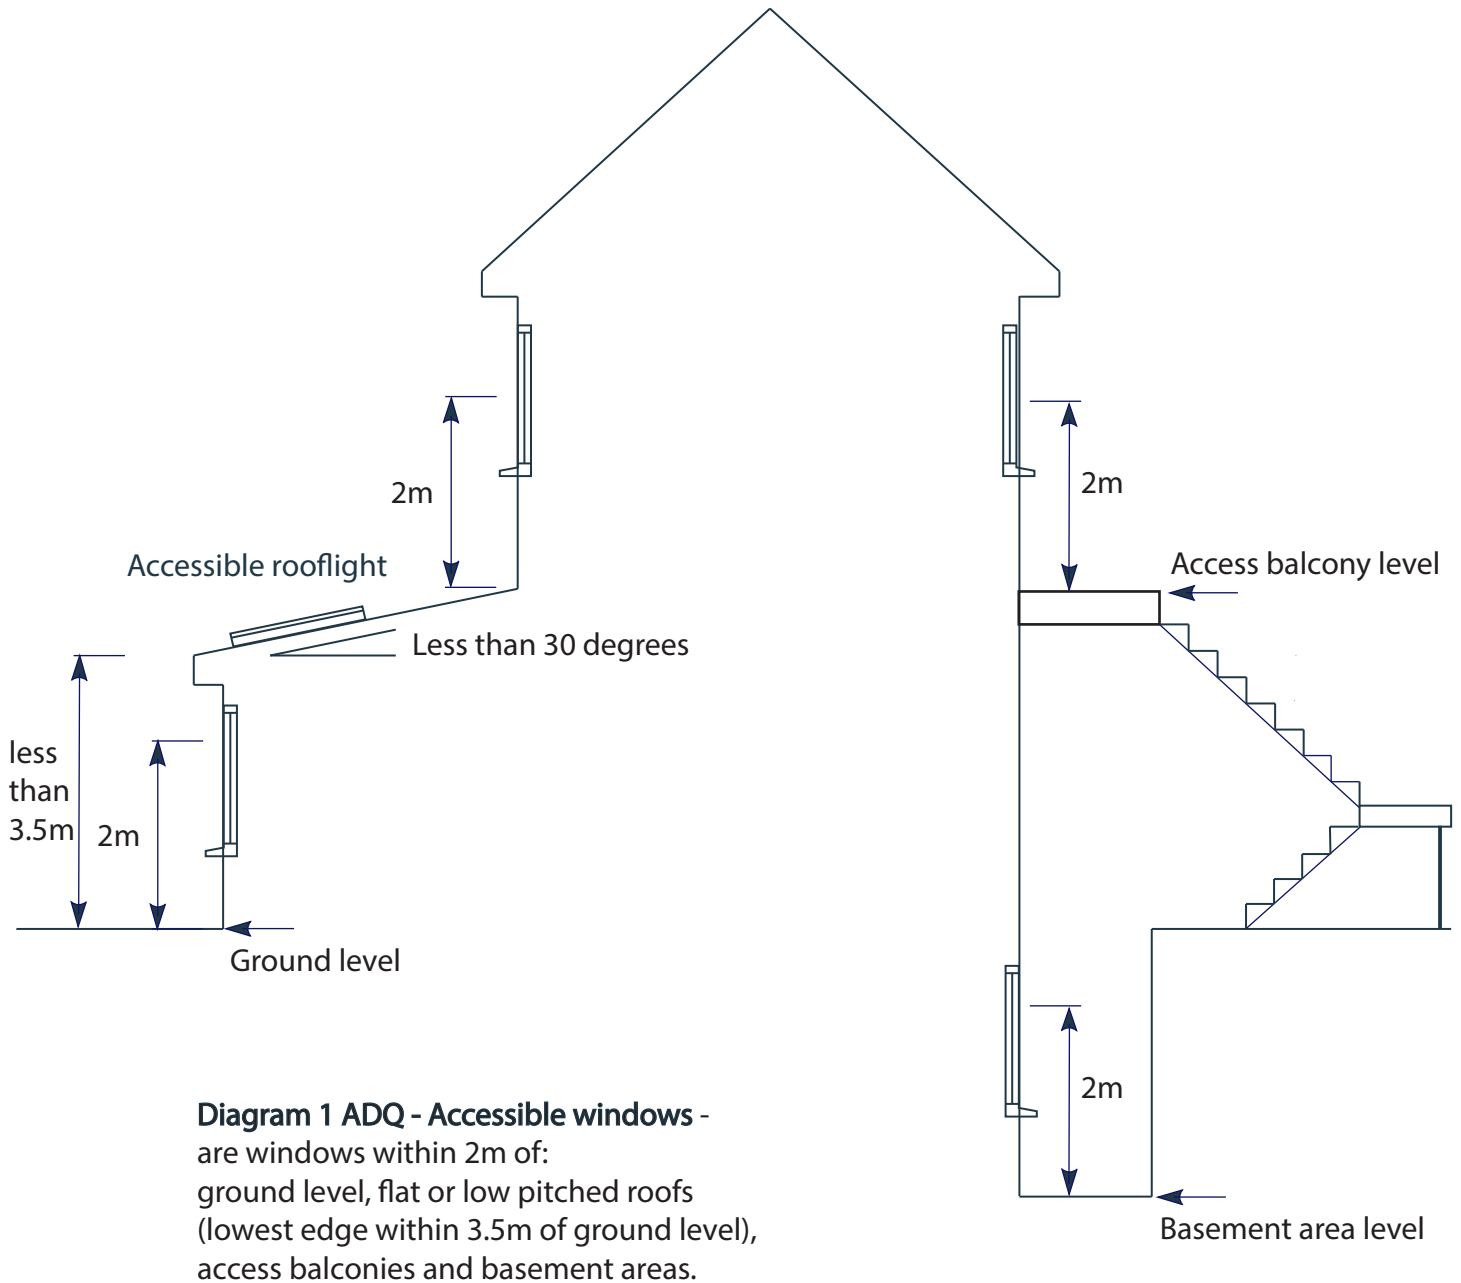 2m
2m
Accessible rooflight
Access balcony level
Less than 30 degrees
less
than
3.5m
2m
Ground level
2m
Diagram 1 ADQ - Accessible windows -
are windows within 2m of:
ground level, flat or low pitched roofs
(lowest edge within 3.5m of ground level),
access balconies and basement areas.
Basement area level